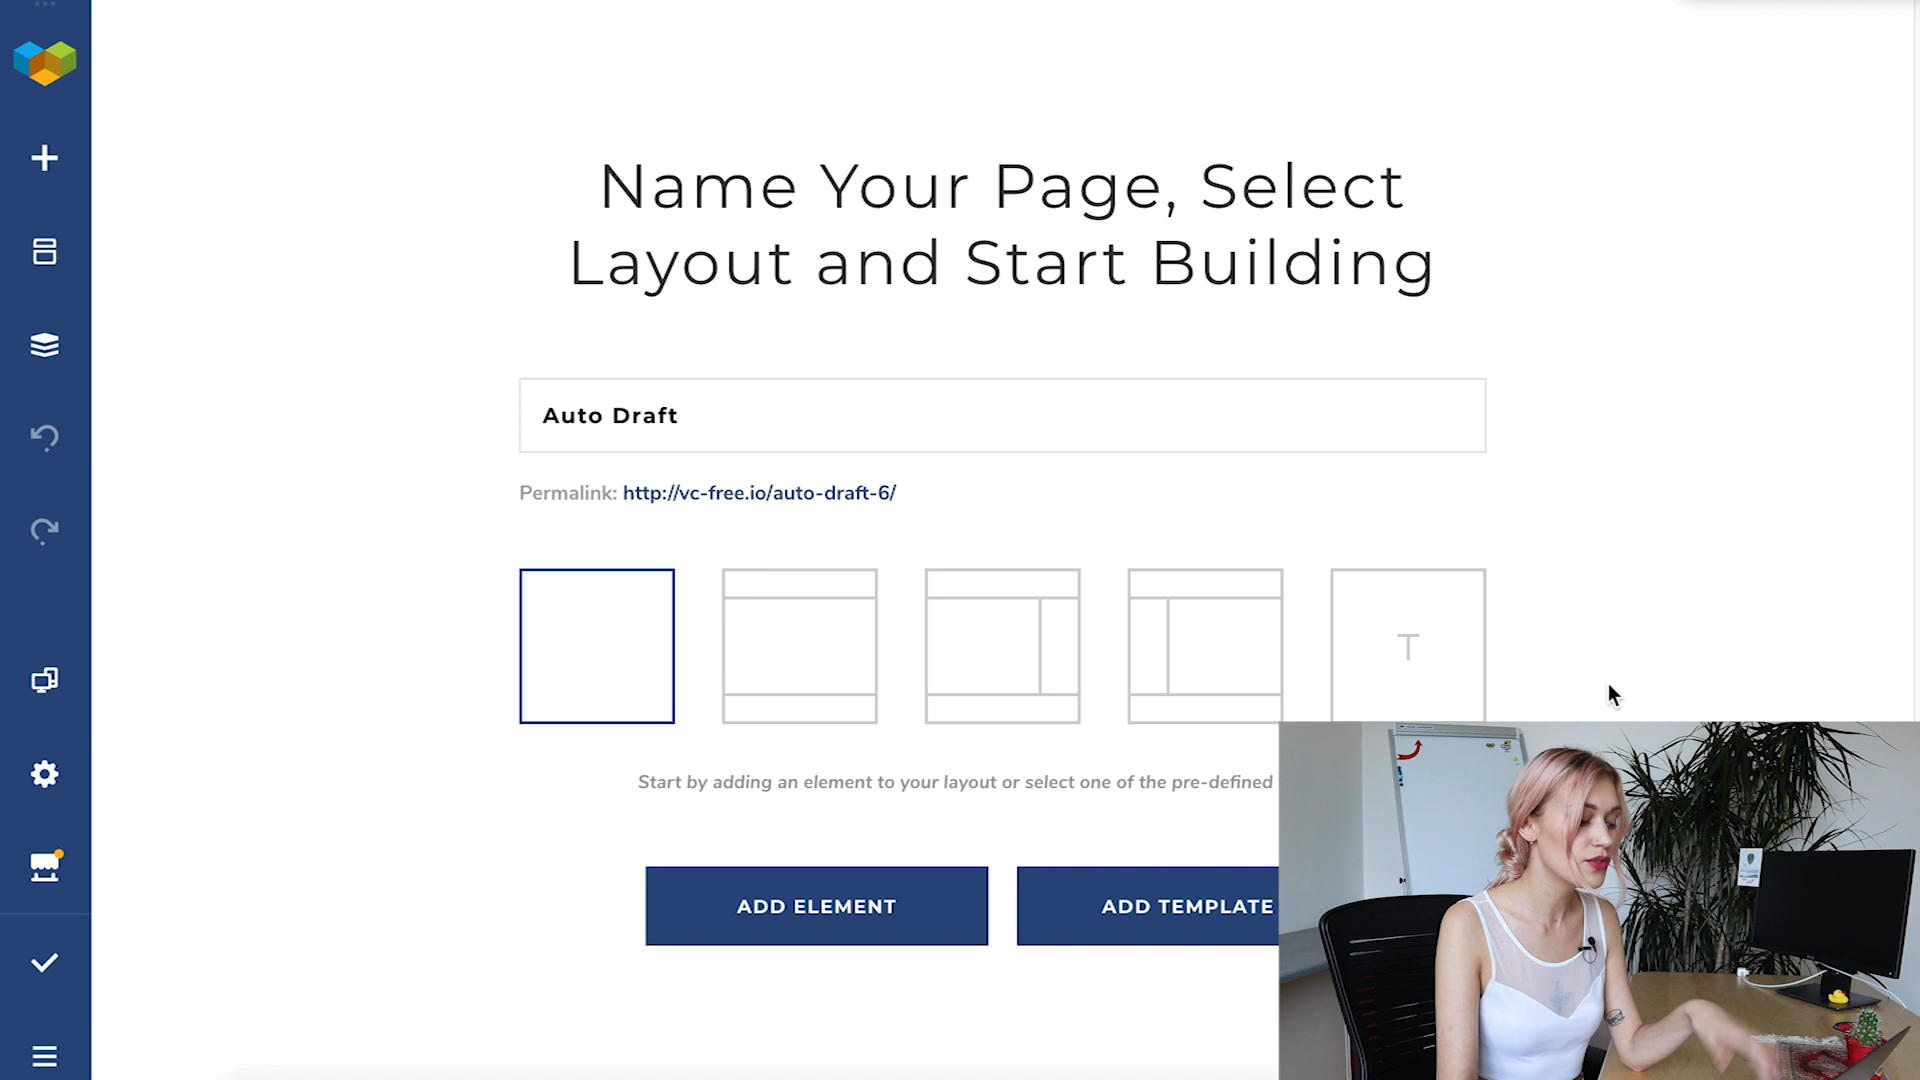 Name Your Page, Select
Layout and Start Building
Auto Draft
Permalink: http://vc-free.io/auto-draft-6/
T
Start by adding an element to your layout or select one of the pre-defined
ADD ELEMENT
ADD TEMPLATE